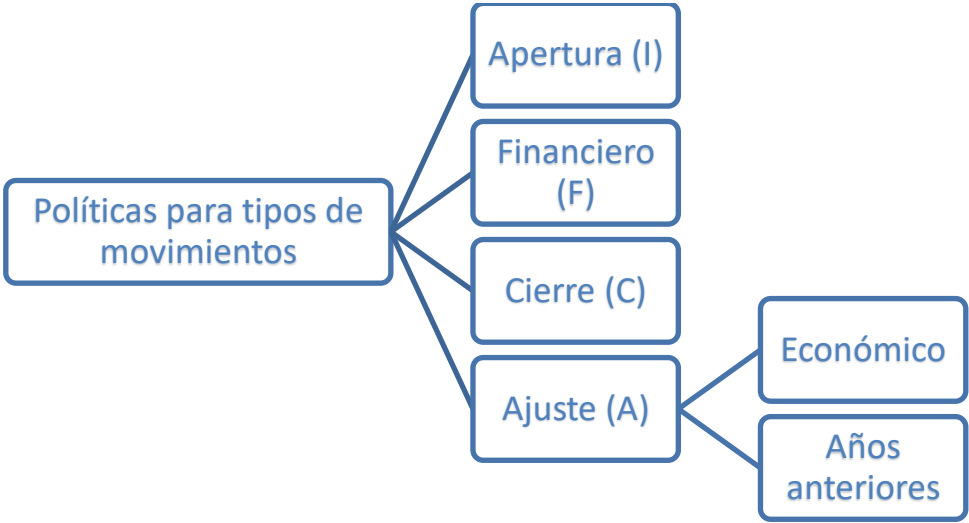 Apertura (I)
Financiero
(F)
Políticas para tipos de
movimientos
Cierre (C)
Económico
Ajuste (A)
Años
anteriores